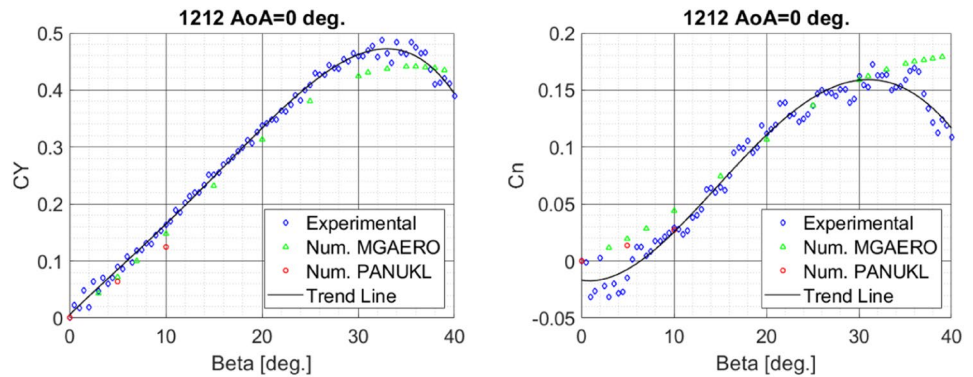 1212 AoA=0 deg.
0.5
0.4
0.3
0.2
0.1
0
CY
0
10
20
30
40
Beta [deg.]
Experimental
Num. MGAERO
Num. PANUKL
Trend Line
1212 AoA=0 deg.
0.2
0.15
0.1
0.05
0
-0.05
Cn
0
10
20
30
40
Beta [deg.]
Experimental
Num. MGAERO
Num. PANUKL
Trend Line